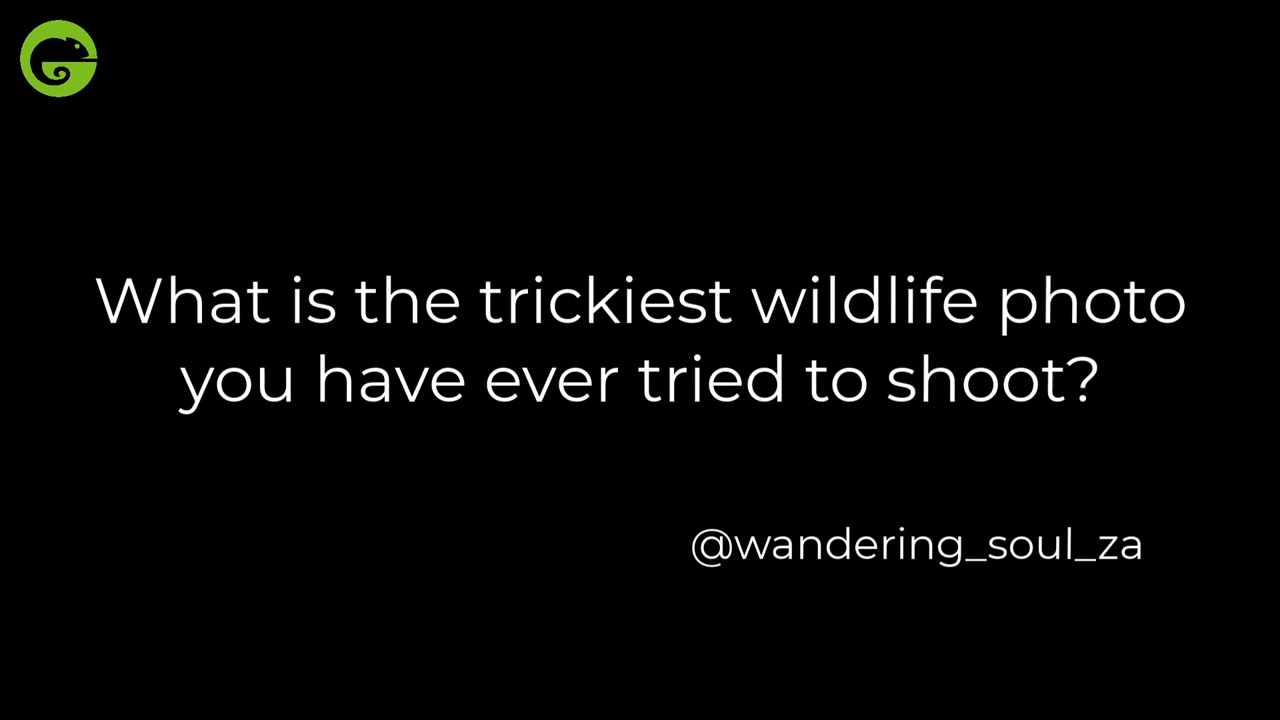 What is the trickiest wildlife photo
you have ever tried to shoot?
@wandering_soul_za